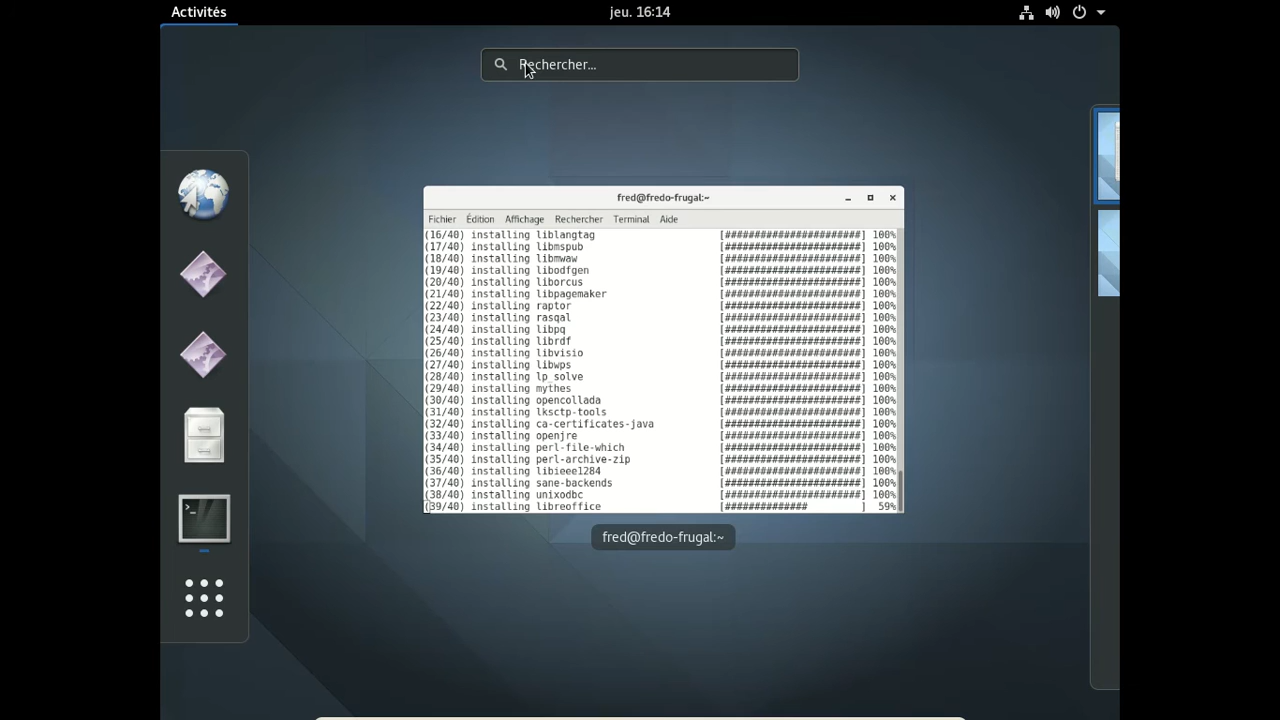 Activités
jeu. 16:14
Rechercher...
fred@fredo-frugal:~
Fichier Édition Affichage Rechercher Terminal Aide
(16/40) installing liblangtag [#######################] 100%
(17/40) installing libmspub [#######################] 100%
(18/40) installing libmwaw [#######################] 100%
(19/40) installing libodfgen [#######################] 100%
(20/40) installing liborcus [#######################] 100%
(21/40) installing libpagemaker [#######################] 100%
(22/40) installing raptor [#######################] 100%
(23/40) installing rasqal [#######################] 100%
(24/40) installing libpq [#######################] 100%
(25/40) installing librdf [#######################] 100%
(26/40) installing libvisio [#######################] 100%
(27/40) installing libwps [#######################] 100%
(28/40) installing lp_solve [#######################] 100%
(29/40) installing mythes [#######################] 100%
(30/40) installing opencollada [#######################] 100%
(31/40) installing lksctp-tools [#######################] 100%
(32/40) installing ca-certificates-java [#######################] 100%
(33/40) installing openjre [#######################] 100%
(34/40) installing perl-file-which [#######################] 100%
(35/40) installing perl-archive-zip [#######################] 100%
(36/40) installing libieee1284 [#######################] 100%
(37/40) installing sane-backends [#######################] 100%
(38/40) installing unixodbc [#######################] 100%
(39/40) installing libreoffice [############## ] 59%
fred@fredo-frugal:~